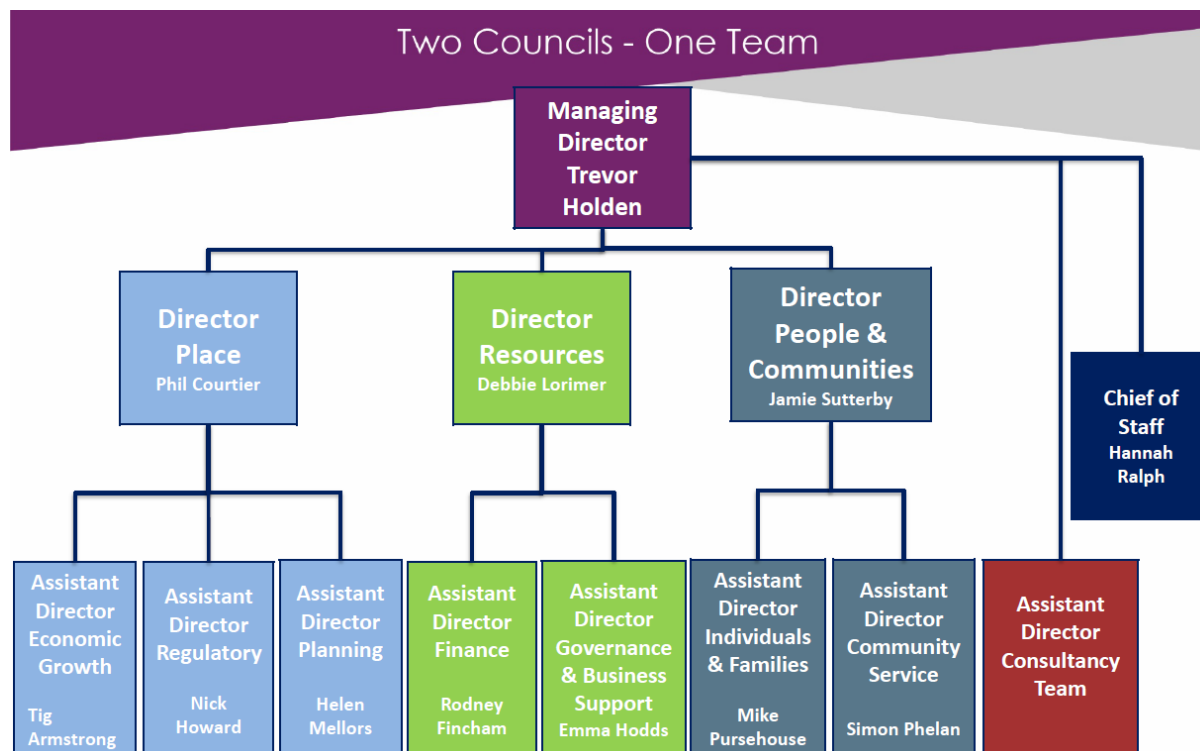 Two Councils - One Team
Managing
Director
Trevor
Holden
Director
Place
Phil Courtier
Director
Resources
Debbie Lorimer
Director
People &
Communities
Jamie Sutterby
Chief of
Staff
Hannah
Ralph
Assistant
Director
Economic
Growth
Tig
Armstrong
Assistant
Director
Regulatory
Nick
Howard
Assistant
Director
Planning
Helen
Mellors
Assistant
Director
Finance
Rodney
Fincham
Assistant
Director
Governance
& Business
Support
Emma Hodds
Assistant
Director
Individuals
& Families
Mike
Pursehouse
Assistant
Director
Community
Service
Simon Phelan
Assistant
Director
Consultancy
Team